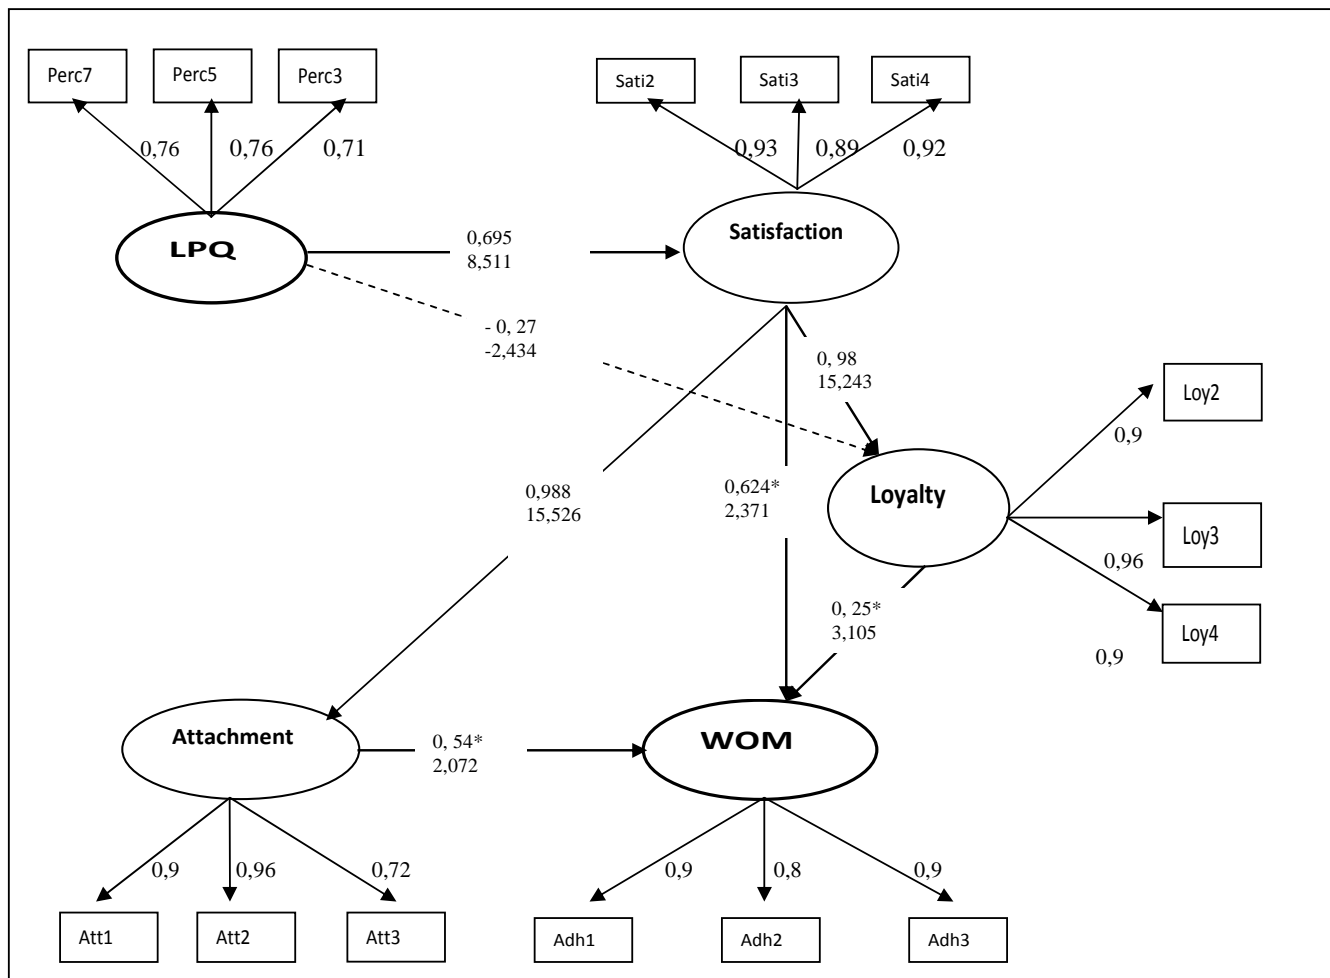 Perc7
Perc5
Perc3
Sati2
Sati3
Sati4
0,76
0,76
0,71
0,93
0,89
0,92
LPQ
Satisfaction
0,695
8,511
- 0, 27
-2,434
0, 98
15,243
Loy2
0,9
0,988
15,526
0,624*
2,371
Loyalty
Loy3
0,96
0, 25*
3,105
Loy4
0,9
Attachment
0, 54*
2,072
WOM
0,9
0,96
0,72
0,9
0,8
0,9
Att1
Att2
Att3
Adh1
Adh2
Adh3